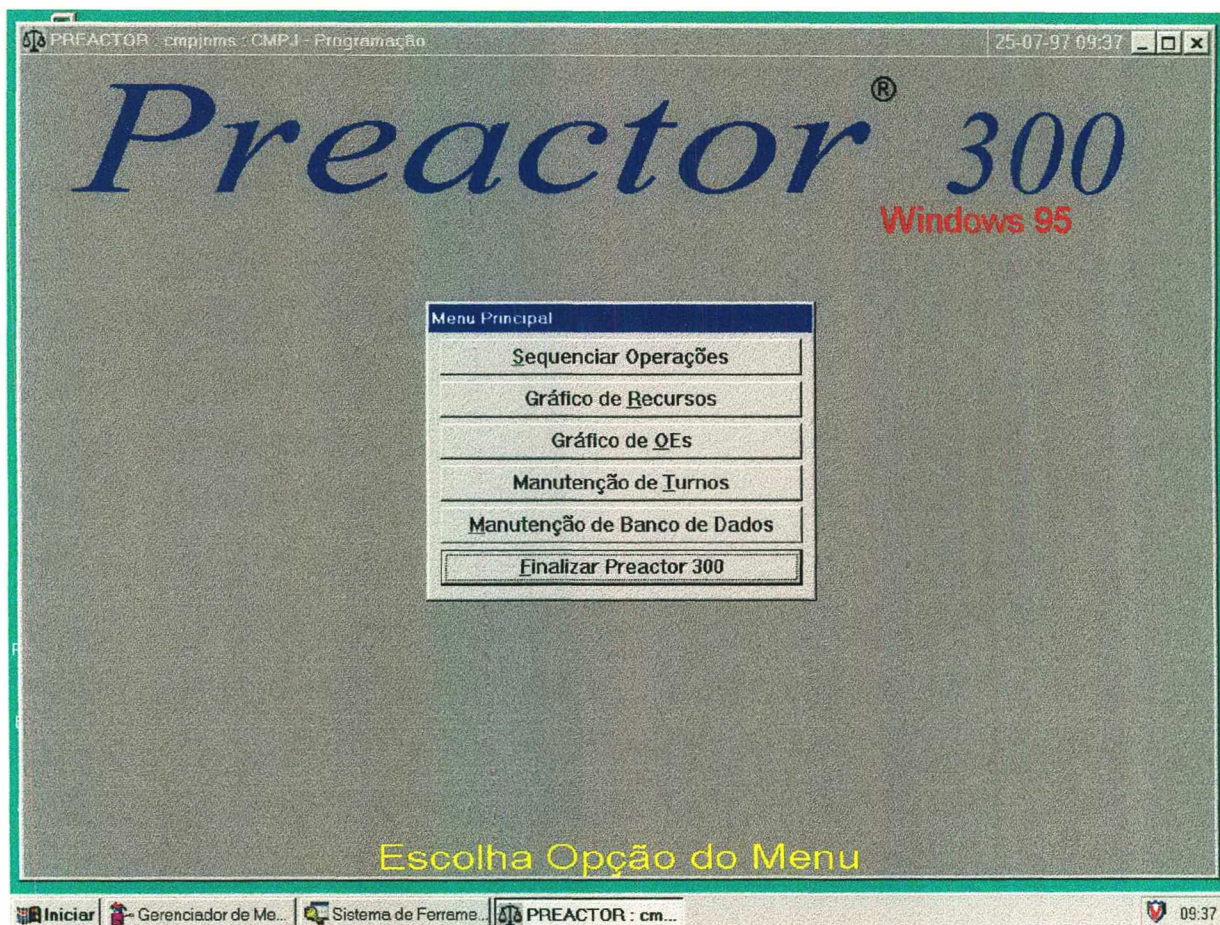 PREACTOR : cmpjnms : CMPJ - Programação 25-07-97 09:37
Preactor® 300
Windows 95
Menu Principal
Sequenciar Operações
Gráfico de Recursos
Gráfico de OEs
Manutenção de Turnos
Manutenção de Banco de Dados
Finalizar Preactor 300
Escolha Opção do Menu
Iniciar Gerenciador de Me... Sistema de Ferrame... PREACTOR : cm... 09:37